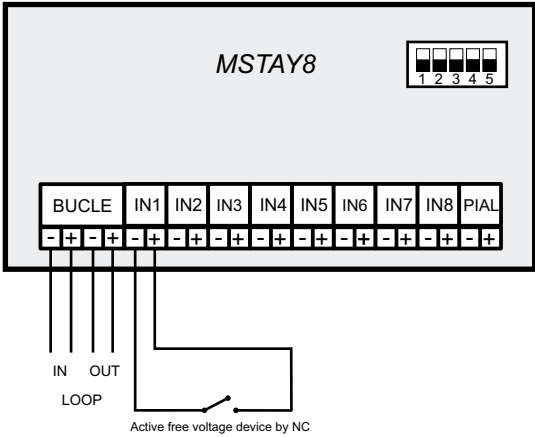 MSTAY8
1 2 3 4 5
BUCLE IN1 IN2 IN3 IN4 IN5 IN6 IN7 IN8 PIAL
- + - + - + - + - + - + - + - + - + - + - +
IN OUT
LOOP
Active free voltage device by NC